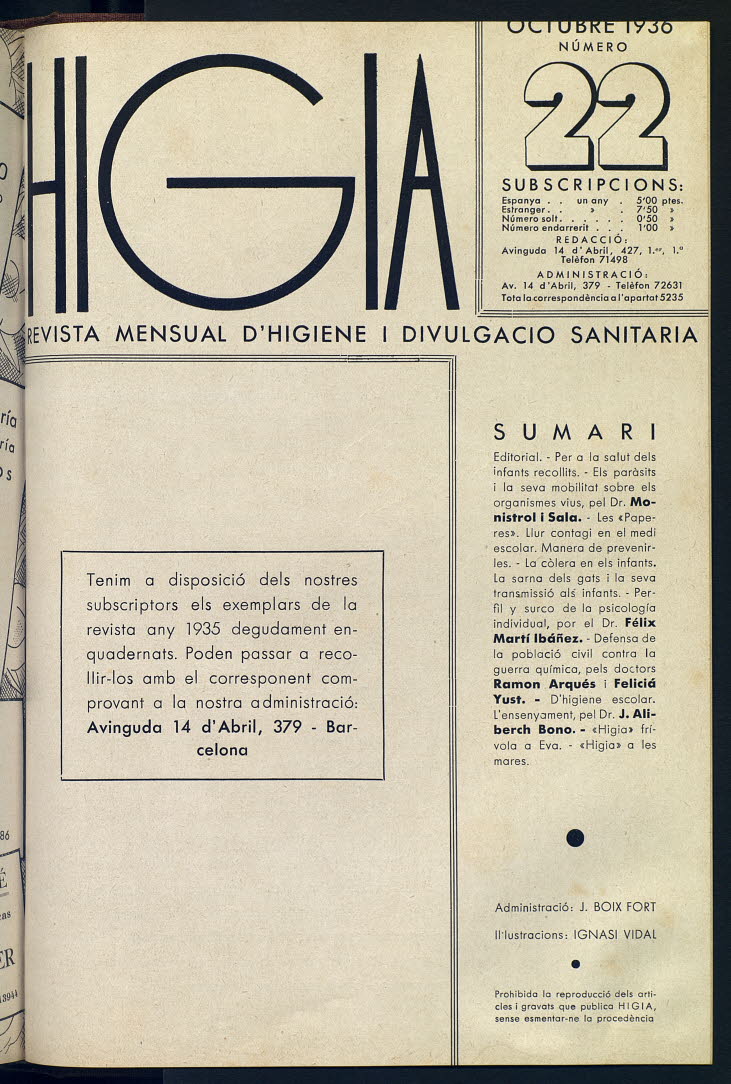 HIGIA
OCTUBRE 1936
NÚMERO
22
SUBSCRIPCIONS:
Espanya . . un any . 5'00 ptes.
Estranger . . » . 7'50 »
Número solt . . . . . . 0'50 »
Número endarrerit . . . 1'00 »
REDACCIÓ:
Avinguda 14 d'Abril, 427, 1.er, 1.ª
Telèfon 71498
ADMINISTRACIÓ:
Av. 14 d'Abril, 379 - Telèfon 72631
Tota la correspondència a l'apartat 5235
REVISTA MENSUAL D'HIGIENE I DIVULGACIO SANITARIA
Tenim a disposició dels nostres
subscriptors els exemplars de la
revista any 1935 degudament en-
quadernats. Poden passar a reco-
llir-los amb el corresponent com-
provant a la nostra administració:
Avinguda 14 d'Abril, 379 - Bar-
celona
SUMARI
Editorial. - Per a la salut dels
infants recollits. - Els paràsits
i la seva mobilitat sobre els
organismes vius, pel Dr. Mo-
nistrol i Sala. - Les «Pape-
res». Llur contagi en el medi
escolar. Manera de prevenir-
les. - La còlera en els infants.
La sarna dels gats i la seva
transmissió als infants. - Per-
fil y surco de la psicología
individual, por el Dr. Félix
Martí Ibáñez. - Defensa de
la població civil contra la
guerra química, pels doctors
Ramon Arqués i Feliciá
Yust. - D'higiene escolar.
L'ensenyament, pel Dr. J. Ali-
berch Bono. - «Higia» frí-
vola a Eva. - «Higia» a les
mares.
Administració: J. BOIX FORT
Il·lustracions: IGNASI VIDAL
Prohibida la reproducció dels arti-
cles i gravats que publica HIGIA,
sense esmentar-ne la procedència
ría
ría
os
86
É
ER
13944